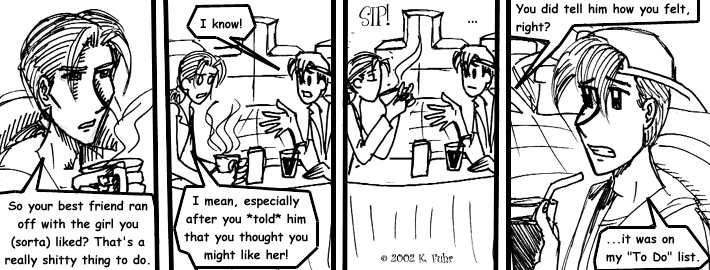 So your best friend ran
off with the girl you
(sorta) liked? That's a
really shitty thing to do.
I know!
I mean, especially
after you *told* him
that you thought you
might like her!
SIP!
...
© 2002 K. Fuhr
You did tell him how you felt,
right?
...it was on
my "To Do" list.